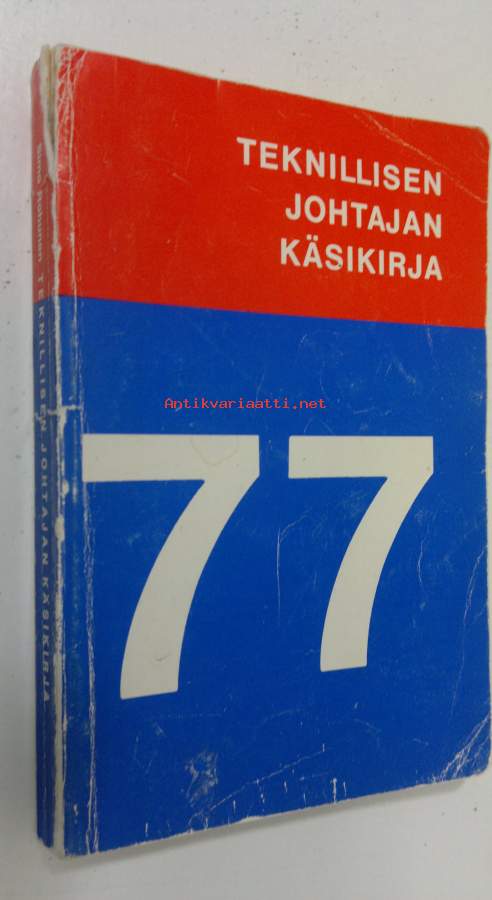 TEKNILLISEN
JOHTAJAN
KÄSIKIRJA
Antikvariaatti.net
77
TEKNILLISEN JOHTAJAN KÄSIKIRJA